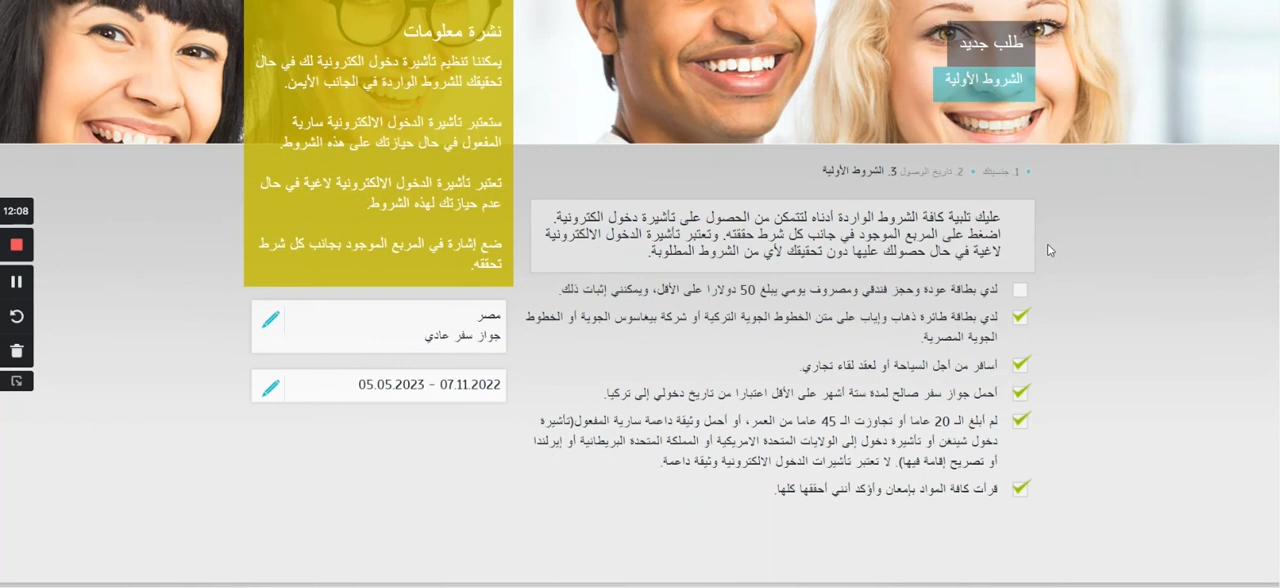 طلب جديد
الشروط الأولية
نشرة معلومات
يمكننا تنظيم تأشيرة دخول الكترونية لك في حال
تحقيقك للشروط الواردة في الجانب الأيمن.
ستعتبر تأشيرة الدخول الالكترونية سارية
المفعول في حال حيازتك على هذه الشروط.
تعتبر تأشيرة الدخول الالكترونية لاغية في حال
عدم حيازتك لهذه الشروط.
ضع إشارة في المربع الموجود بجانب كل شرط
تحققه.
1. جنسيتك • 2. تاريخ الوصول 3. الشروط الأولية
عليك تلبية كافة الشروط الواردة أدناه لتتمكن من الحصول على تأشيرة دخول الكترونية.
اضغط على المربع الموجود في جانب كل شرط حققته. وتعتبر تأشيرة الدخول الالكترونية
لاغية في حال حصولك عليها دون تحقيقك لأي من الشروط المطلوبة.
لدي بطاقة عودة وحجز فندقي ومصروف يومي يبلغ 50 دولارا على الأقل، ويمكنني إثبات ذلك.
لدي بطاقة طائرة ذهاب وإياب على متن الخطوط الجوية التركية أو شركة بيغاسوس الجوية أو الخطوط
الجوية المصرية.
أسافر من أجل السياحة أو لعقد لقاء تجاري.
أحمل جواز سفر صالح لمدة ستة أشهر على الأقل اعتبارا من تاريخ دخولي إلى تركيا.
لم أبلغ الـ 20 عاما أو تجاوزت الـ 45 عاما من العمر، أو أحمل وثيقة داعمة سارية المفعول(تأشيرة
دخول شينغن أو تأشيرة دخول إلى الولايات المتحدة الامريكية أو المملكة المتحدة البريطانية أو إيرلندا
أو تصريح إقامة فيها). لا تعتبر تأشيرات الدخول الالكترونية وثيقة داعمة.
قرأت كافة المواد بإمعان وأؤكد أنني أحققها كلها.
مصر
جواز سفر عادي
07.11.2022 - 05.05.2023
12:08